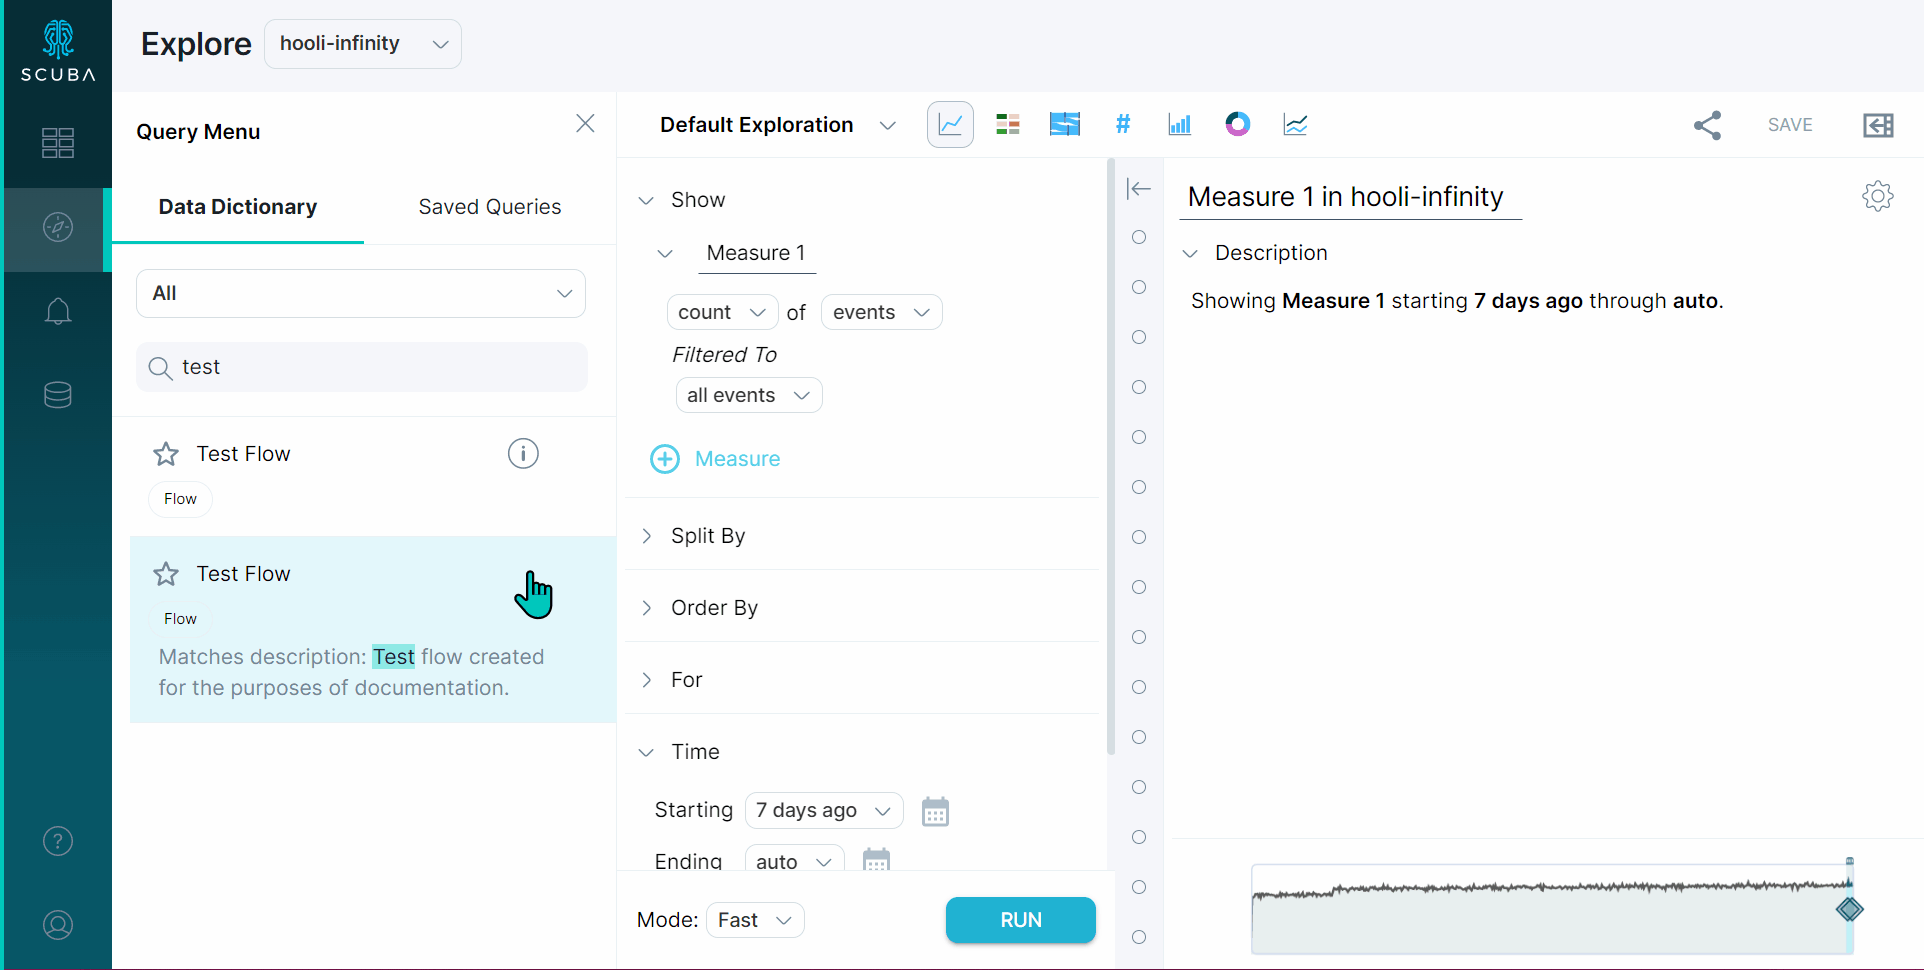 SCUBA
Explore
hooli-infinity
Query Menu
Data Dictionary
Saved Queries
All
test
Test Flow
Flow
Test Flow
Flow
Matches description: Test flow created
for the purposes of documentation.
Default Exploration
#
SAVE
Show
Measure 1
count of events
Filtered To
all events
Measure
Split By
Order By
For
Time
Starting 7 days ago
Ending auto
Mode: Fast
RUN
Measure 1 in hooli-infinity
Description
Showing Measure 1 starting 7 days ago through auto.